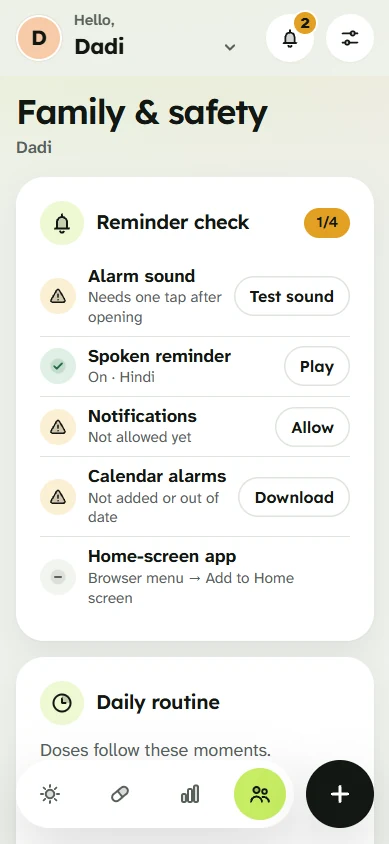 Hello,
D
Dadi
2
Family & safety
Dadi
Reminder check
1/4
Alarm sound
Needs one tap after
opening
Test sound
Spoken reminder
On · Hindi
Play
Notifications
Not allowed yet
Allow
Calendar alarms
Not added or out of
date
Download
Home-screen app
Browser menu → Add to Home
screen
Daily routine
Doses follow these moments.